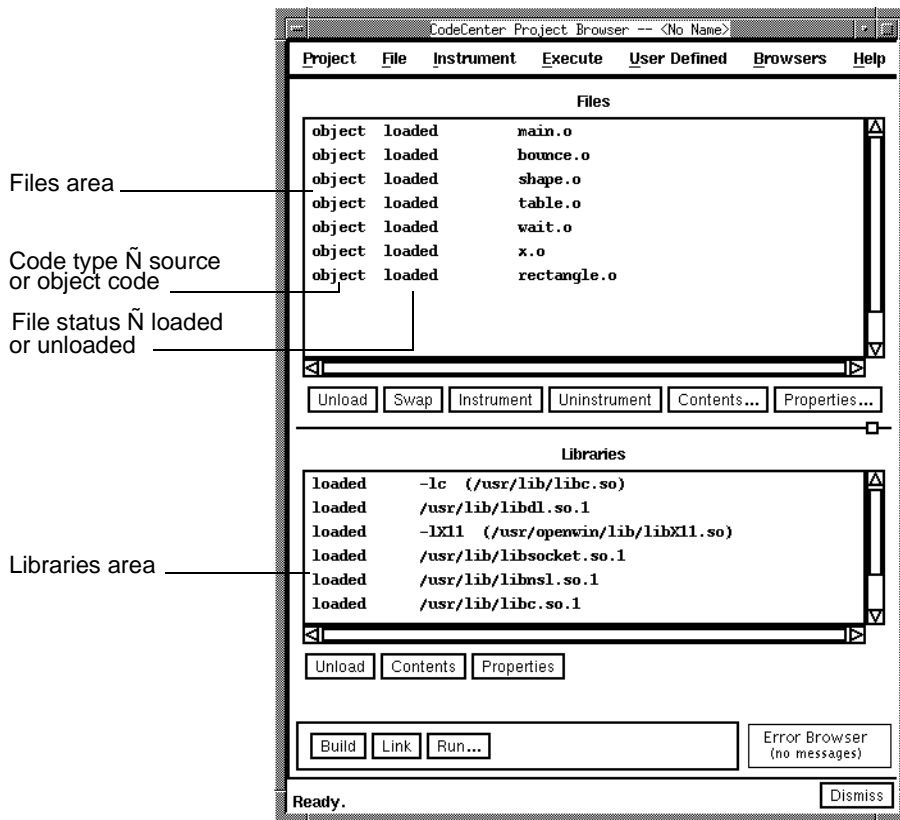 CodeCenter Project Browser -- <No Name>
Project File Instrument Execute User Defined Browsers Help
Files
object loaded main.o
object loaded bounce.o
object loaded shape.o
object loaded table.o
object loaded wait.o
object loaded x.o
object loaded rectangle.o
Files area
Code type Ñ source
or object code
File status Ñ loaded
or unloaded
Unload Swap Instrument Uninstrument Contents... Properties...
Libraries
loaded -lc (/usr/lib/libc.so)
loaded /usr/lib/libdl.so.1
loaded -lX11 (/usr/openwin/lib/libX11.so)
loaded /usr/lib/libsocket.so.1
loaded /usr/lib/libnsl.so.1
loaded /usr/lib/libc.so.1
Libraries area
Unload Contents Properties
Build Link Run...
Error Browser
(no messages)
Ready.
Dismiss